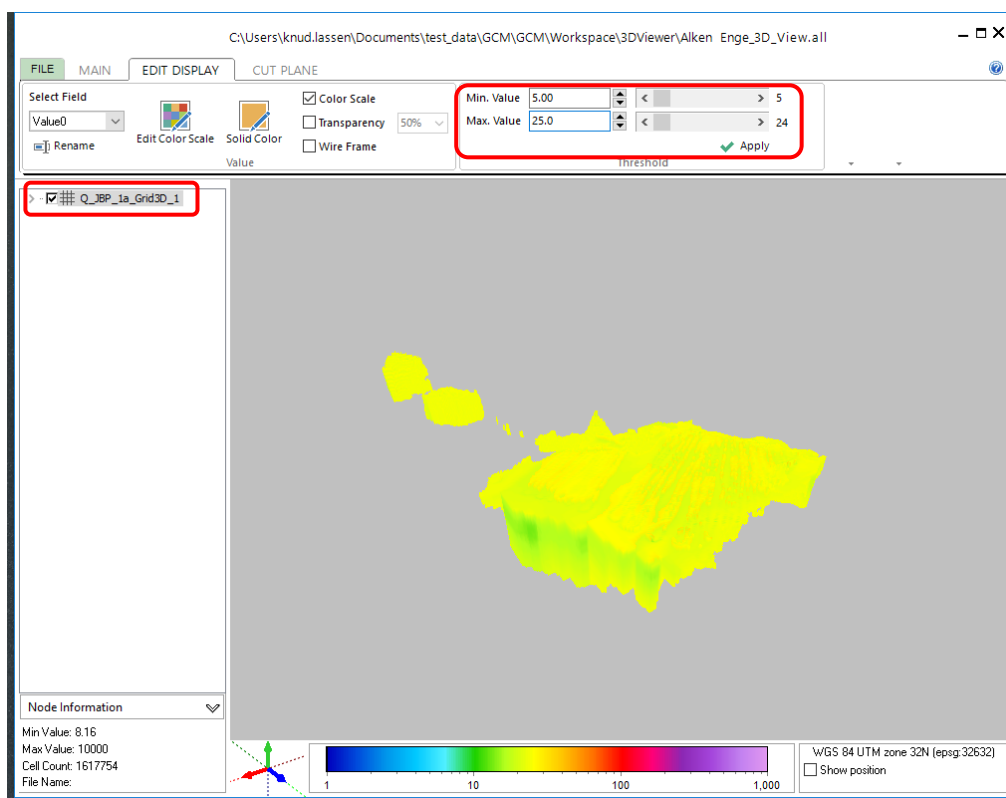 C:\Users\knud.lassen\Documents\test_data\GCM\GCM\Workspace\3DViewer\Alken Enge_3D_View.all
FILE MAIN EDIT DISPLAY CUT PLANE
Select Field
Value0
Rename
Edit Color Scale
Solid Color
Color Scale
Transparency 50%
Wire Frame
Value
Min. Value 5.00 5
Max. Value 25.0 24
Apply
Threshold
Q_JBP_1a_Grid3D_1
Node Information
Min Value: 8.16
Max Value: 10000
Cell Count: 1617754
File Name:
1 10 100 1,000
WGS 84 UTM zone 32N (epsg:32632)
Show position